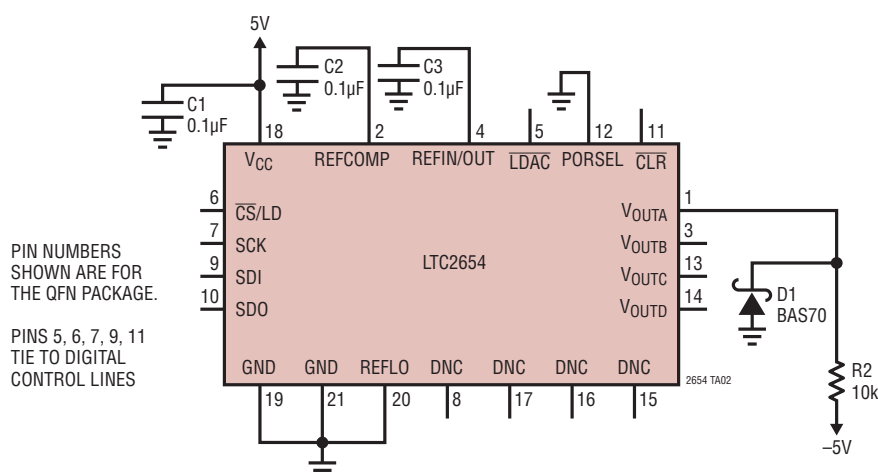 5V
C1
0.1µF
C2
0.1µF
C3
0.1µF
18
2
4
5
12
11
VCC
REFCOMP
REFIN/OUT
LDAC
PORSEL
CLR
6
CS/LD
7
SCK
9
SDI
10
SDO
LTC2654
VOUTA
1
VOUTB
3
VOUTC
13
VOUTD
14
PIN NUMBERS
SHOWN ARE FOR
THE QFN PACKAGE.
PINS 5, 6, 7, 9, 11
TIE TO DIGITAL
CONTROL LINES
D1
BAS70
GND
GND
REFLO
DNC
DNC
DNC
DNC
2654 TA02
19
21
20
8
17
16
15
R2
10k
–5V